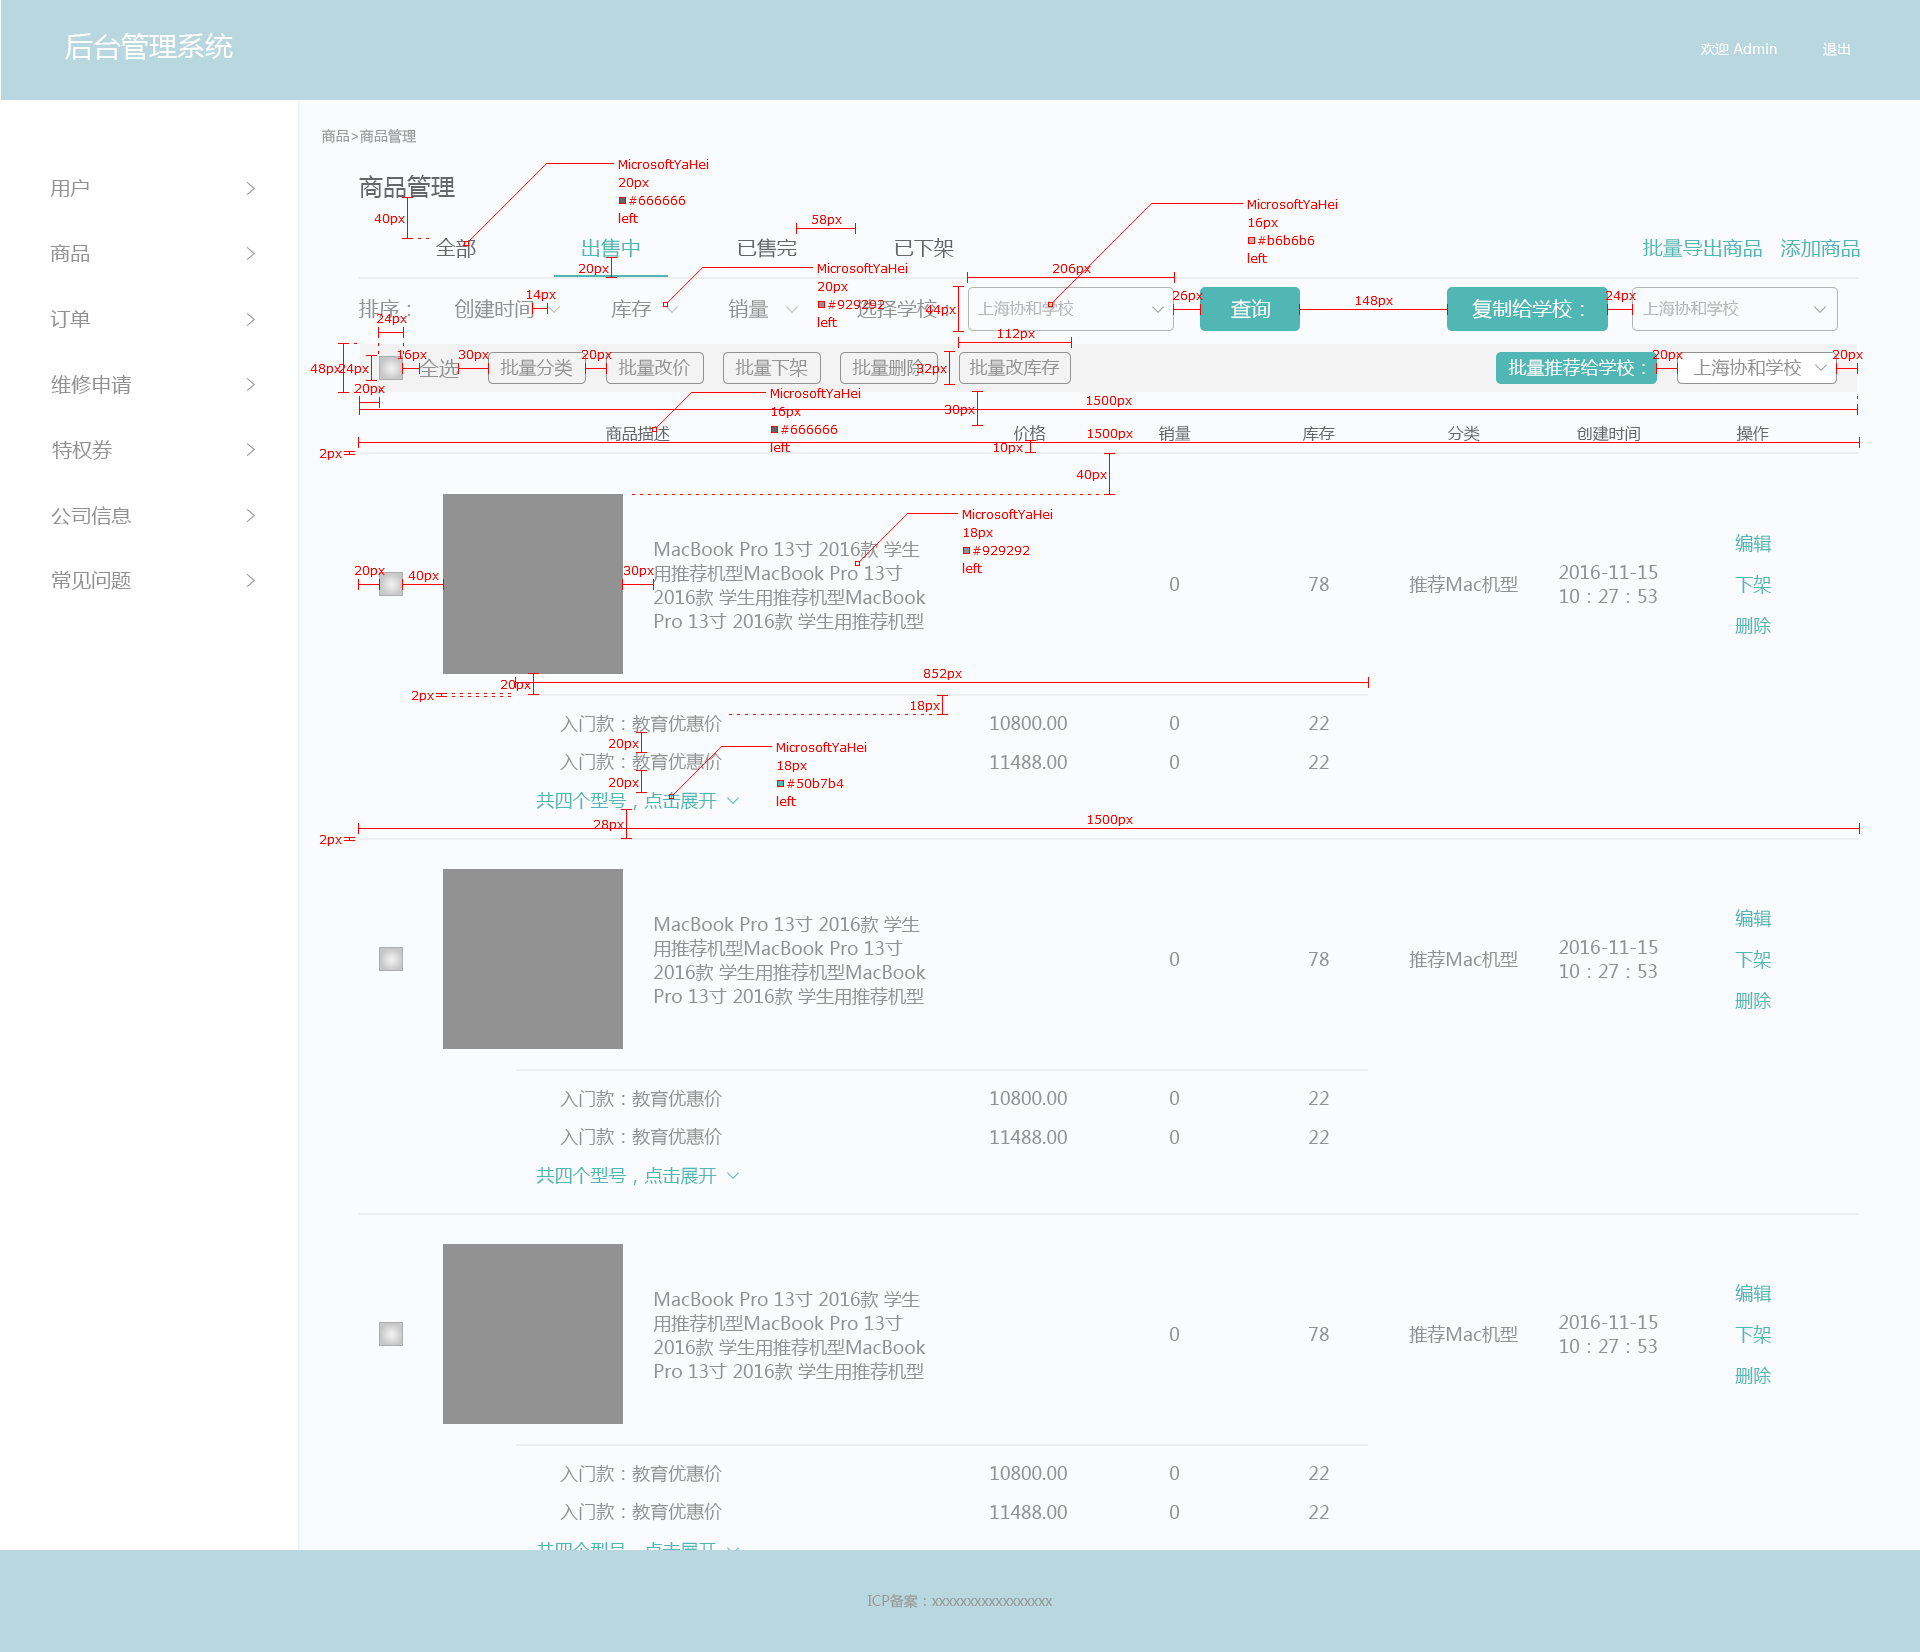 后台管理系统
欢迎 Admin
退出
商品>商品管理
用户
商品
订单
维修申请
特权券
公司信息
常见问题
商品管理
40px
MicrosoftYaHei
20px
#666666
left
58px
MicrosoftYaHei
16px
#b6b6b6
left
全部
出售中
已售完
已下架
批量导出商品
添加商品
20px
MicrosoftYaHei
20px
#929292
left
206px
排序：
创建时间
14px
库存
销量
选择学校：
44px
上海协和学校
26px
查询
148px
复制给学校：
24px
上海协和学校
24px
112px
48px
24px
16px
全选
30px
批量分类
20px
批量改价
批量下架
批量删除
32px
批量改库存
批量推荐给学校：
20px
上海协和学校
20px
20px
MicrosoftYaHei
16px
#666666
left
30px
1500px
商品描述
价格
销量
库存
分类
创建时间
操作
1500px
10px
2px
40px
MicrosoftYaHei
18px
#929292
left
20px
40px
30px
MacBook Pro 13寸 2016款 学生
用推荐机型MacBook Pro 13寸
2016款 学生用推荐机型MacBook
Pro 13寸 2016款 学生用推荐机型
0
78
推荐Mac机型
2016-11-15
10：27：53
编辑
下架
删除
852px
20px
2px
18px
入门款：教育优惠价
10800.00
0
22
20px
入门款：教育优惠价
11488.00
0
22
20px
MicrosoftYaHei
18px
#50b7b4
left
共四个型号，点击展开
28px
1500px
2px
MacBook Pro 13寸 2016款 学生
用推荐机型MacBook Pro 13寸
2016款 学生用推荐机型MacBook
Pro 13寸 2016款 学生用推荐机型
0
78
推荐Mac机型
2016-11-15
10：27：53
编辑
下架
删除
入门款：教育优惠价
10800.00
0
22
入门款：教育优惠价
11488.00
0
22
共四个型号，点击展开
MacBook Pro 13寸 2016款 学生
用推荐机型MacBook Pro 13寸
2016款 学生用推荐机型MacBook
Pro 13寸 2016款 学生用推荐机型
0
78
推荐Mac机型
2016-11-15
10：27：53
编辑
下架
删除
入门款：教育优惠价
10800.00
0
22
入门款：教育优惠价
11488.00
0
22
共四个型号，点击展开
ICP备案：xxxxxxxxxxxxxxxxx